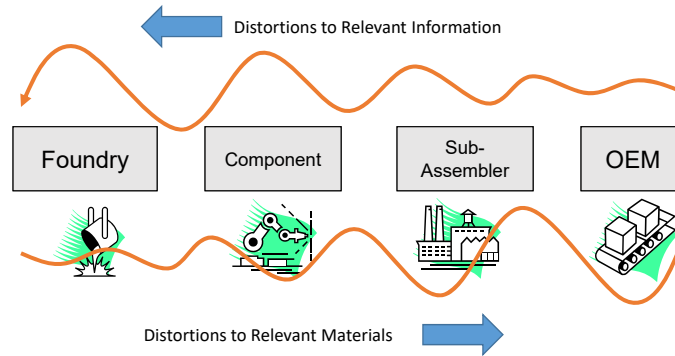 Distortions to Relevant Information
Foundry
Component
Sub-
Assembler
OEM
Distortions to Relevant Materials